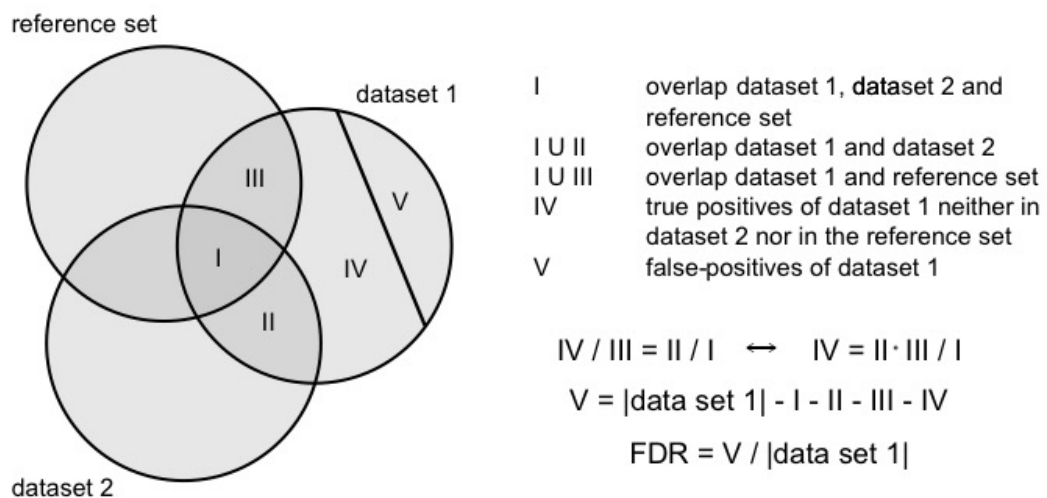 reference set
dataset 1
III
V
I
IV
II
dataset 2
I overlap dataset 1, dataset 2 and
reference set
I U II overlap dataset 1 and dataset 2
I U III overlap dataset 1 and reference set
IV true positives of dataset 1 neither in
dataset 2 nor in the reference set
V false-positives of dataset 1
IV / III = II / I ↔ IV = II · III / I
V = |data set 1| - I - II - III - IV
FDR = V / |data set 1|